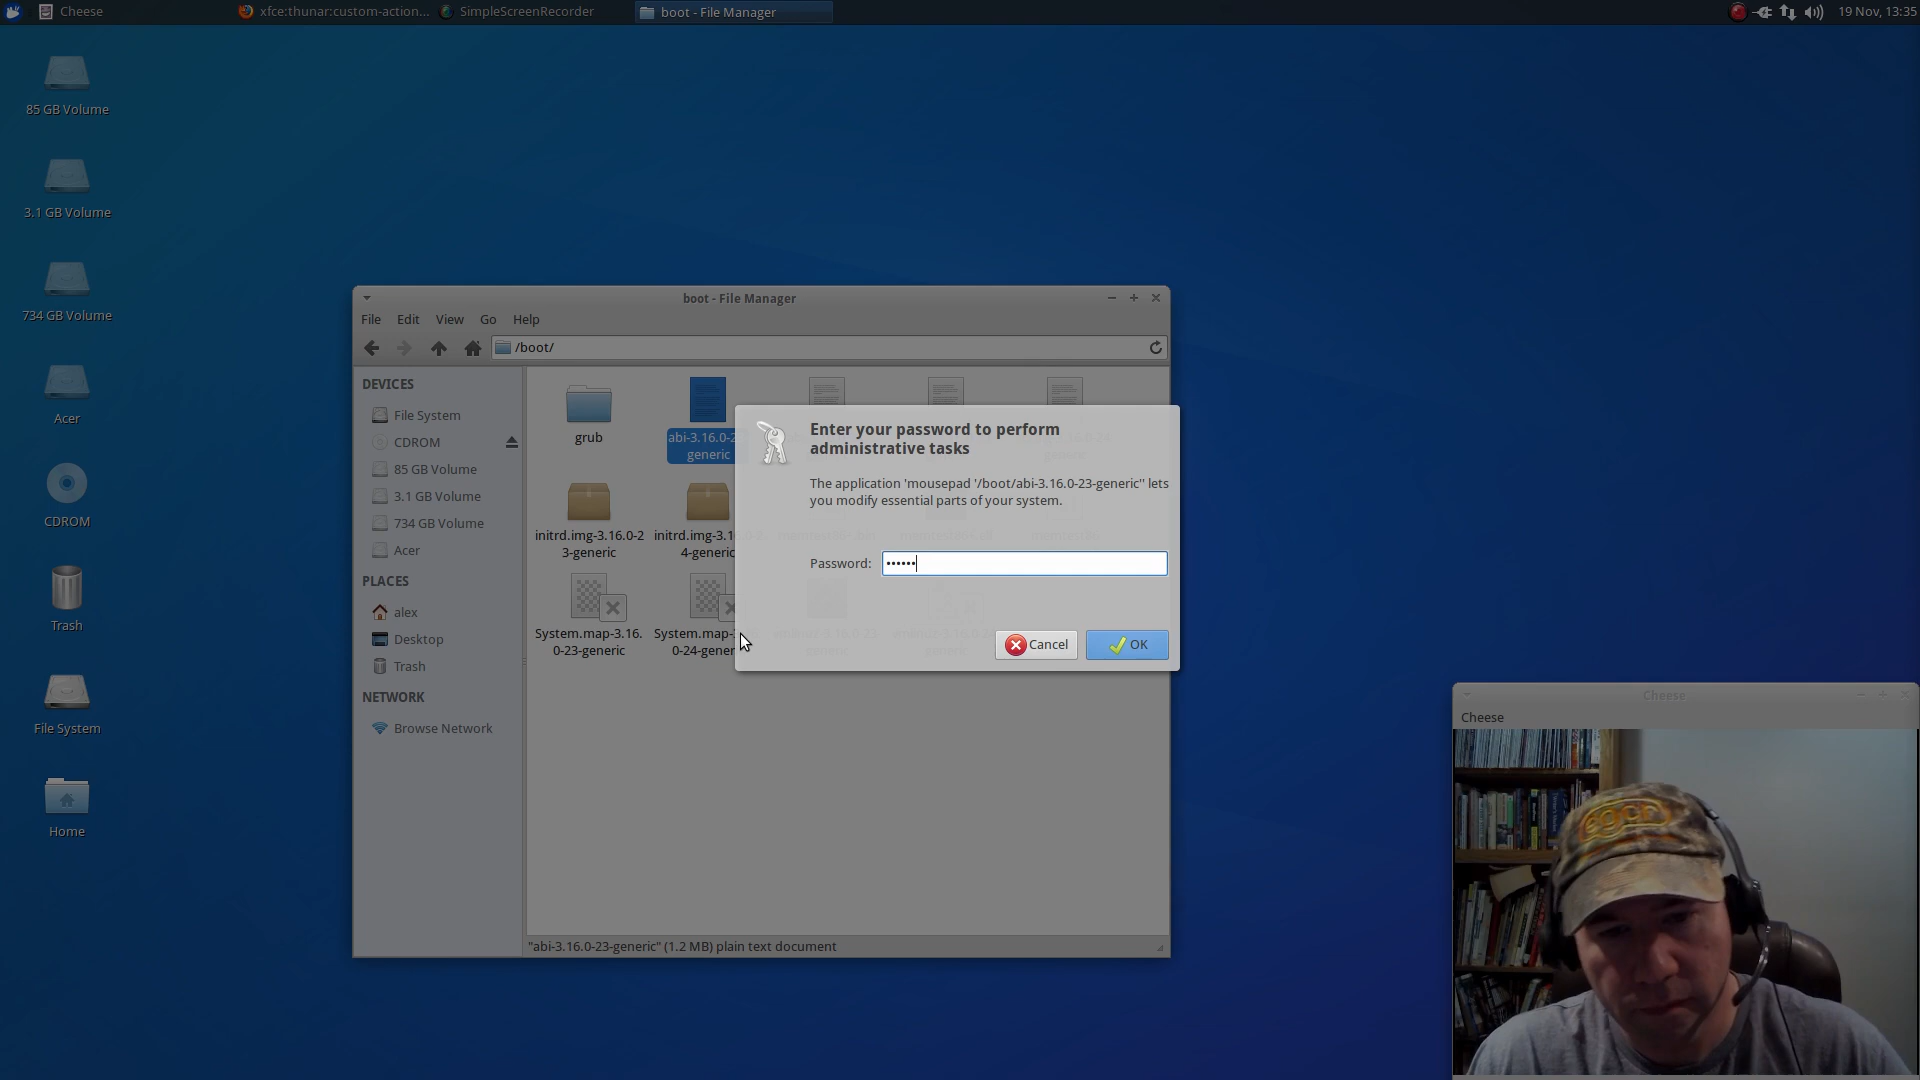 Cheese
xfce:thunar:custom-action...
SimpleScreenRecorder
boot - File Manager
19 Nov, 13:35
85 GB Volume
3.1 GB Volume
734 GB Volume
Acer
CDROM
Trash
File System
Home
boot - File Manager
File Edit View Go Help
/boot/
DEVICES
File System
CDROM
85 GB Volume
3.1 GB Volume
734 GB Volume
Acer
PLACES
alex
Desktop
Trash
NETWORK
Browse Network
grub
abi-3.16.0-2
generic
initrd.img-3.16.0-2
3-generic
initrd.img-3.1
4-generic
System.map-3.16.
0-23-generic
System.map-3
0-24-gener
"abi-3.16.0-23-generic" (1.2 MB) plain text document
Enter your password to perform
administrative tasks
The application 'mousepad '/boot/abi-3.16.0-23-generic'' lets
you modify essential parts of your system.
Password: ••••••
Cancel
OK
Cheese
Cheese